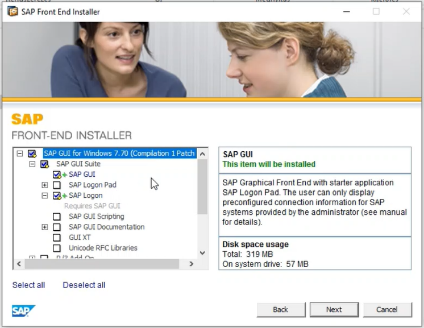 SAP Front End Installer
SAP
FRONT-END INSTALLER
SAP GUI for Windows 7.70 (Compilation 1 Patch
SAP GUI Suite
SAP GUI
SAP Logon Pad
SAP Logon
Requires SAP GUI
SAP GUI Scripting
SAP GUI Documentation
GUI XT
Unicode RFC Libraries
SAP GUI
This item will be installed
SAP Graphical Front End with starter application
SAP Logon Pad. The user can only display
preconfigured connection information for SAP
systems provided by the administrator (see manual
for details).
Disk space usage
Total: 319 MB
On system drive: 57 MB
Select all
Deselect all
SAP
Back
Next
Cancel